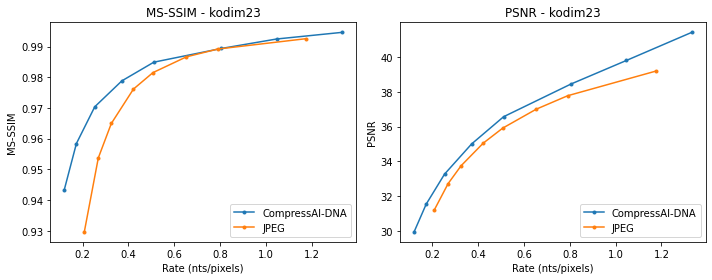 MS-SSIM - kodim23
MS-SSIM
0.99
0.98
0.97
0.96
0.95
0.94
0.93
0.2
0.4
0.6
0.8
1.0
1.2
Rate (nts/pixels)
CompressAI-DNA
JPEG
PSNR - kodim23
PSNR
40
38
36
34
32
30
0.2
0.4
0.6
0.8
1.0
1.2
Rate (nts/pixels)
CompressAI-DNA
JPEG